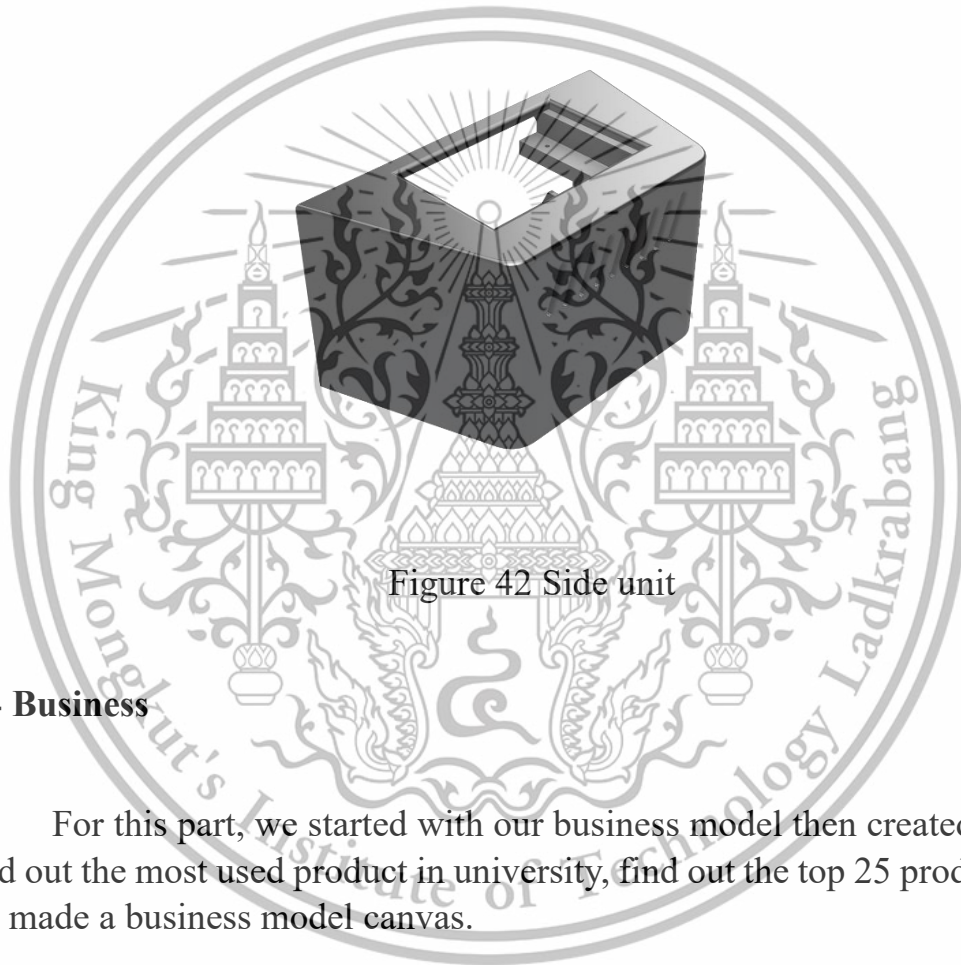 King Mongkut's Institute of Technology Ladkrabang
Figure 42 Side unit
Business
For this part, we started with our business model then created
d out the most used product in university, find out the top 25 prod
made a business model canvas.